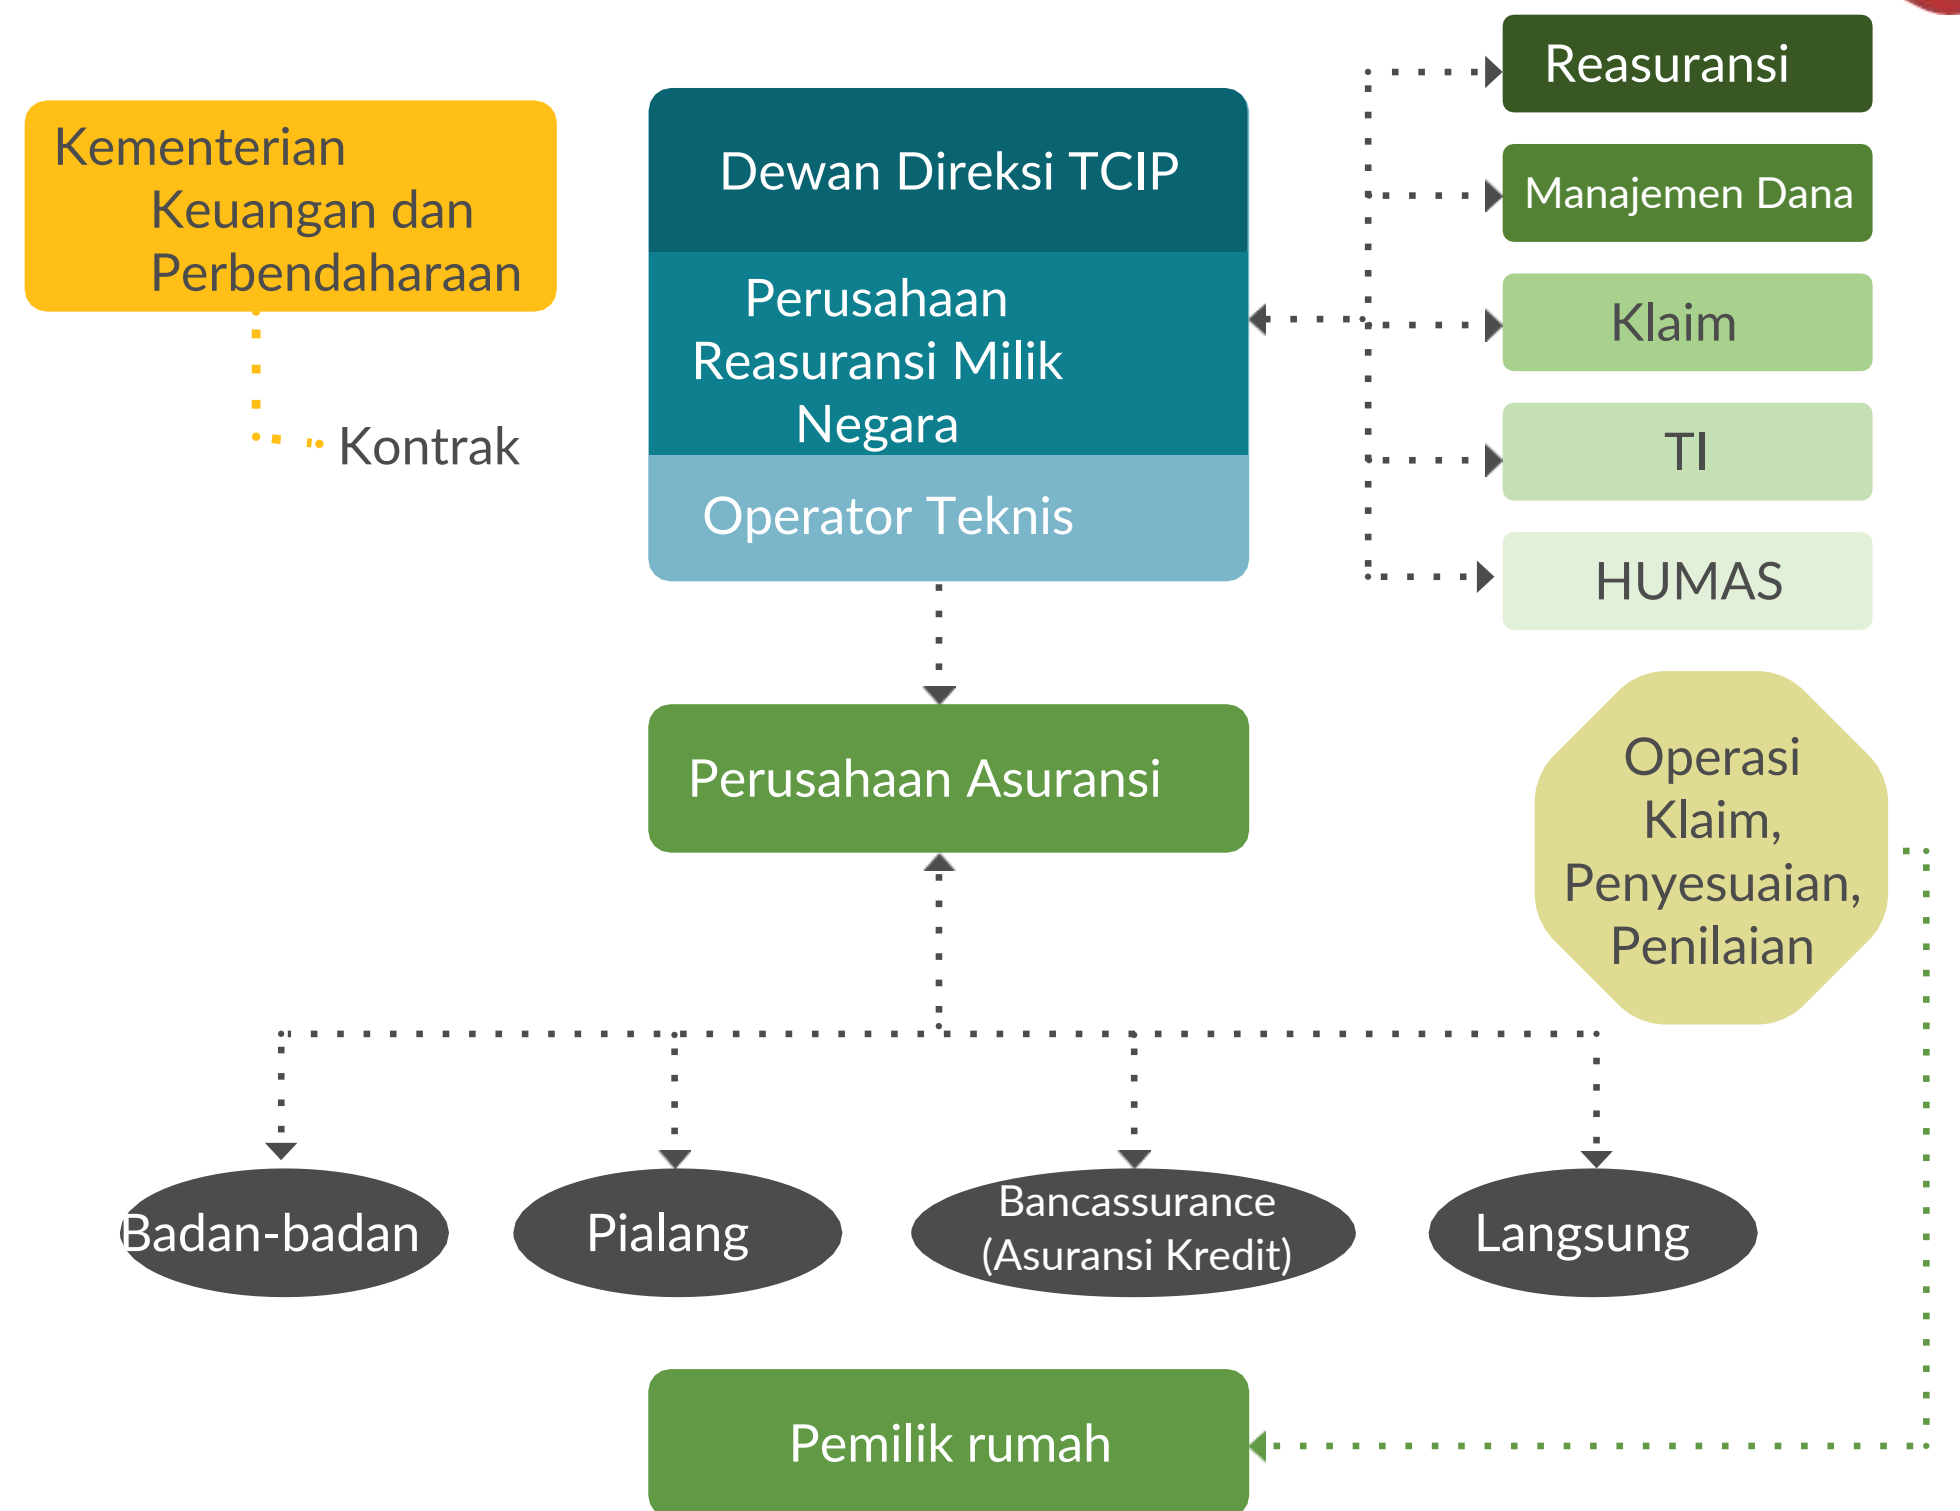 Kementerian
Keuangan dan
Perbendaharaan
Kontrak
Dewan Direksi TCIP
Perusahaan
Reasuransi Milik
Negara
Operator Teknis
Reasuransi
Manajemen Dana
Klaim
TI
HUMAS
Perusahaan Asuransi
Operasi
Klaim,
Penyesuaian,
Penilaian
Badan-badan
Pialang
Bancassurance
(Asuransi Kredit)
Langsung
Pemilik rumah